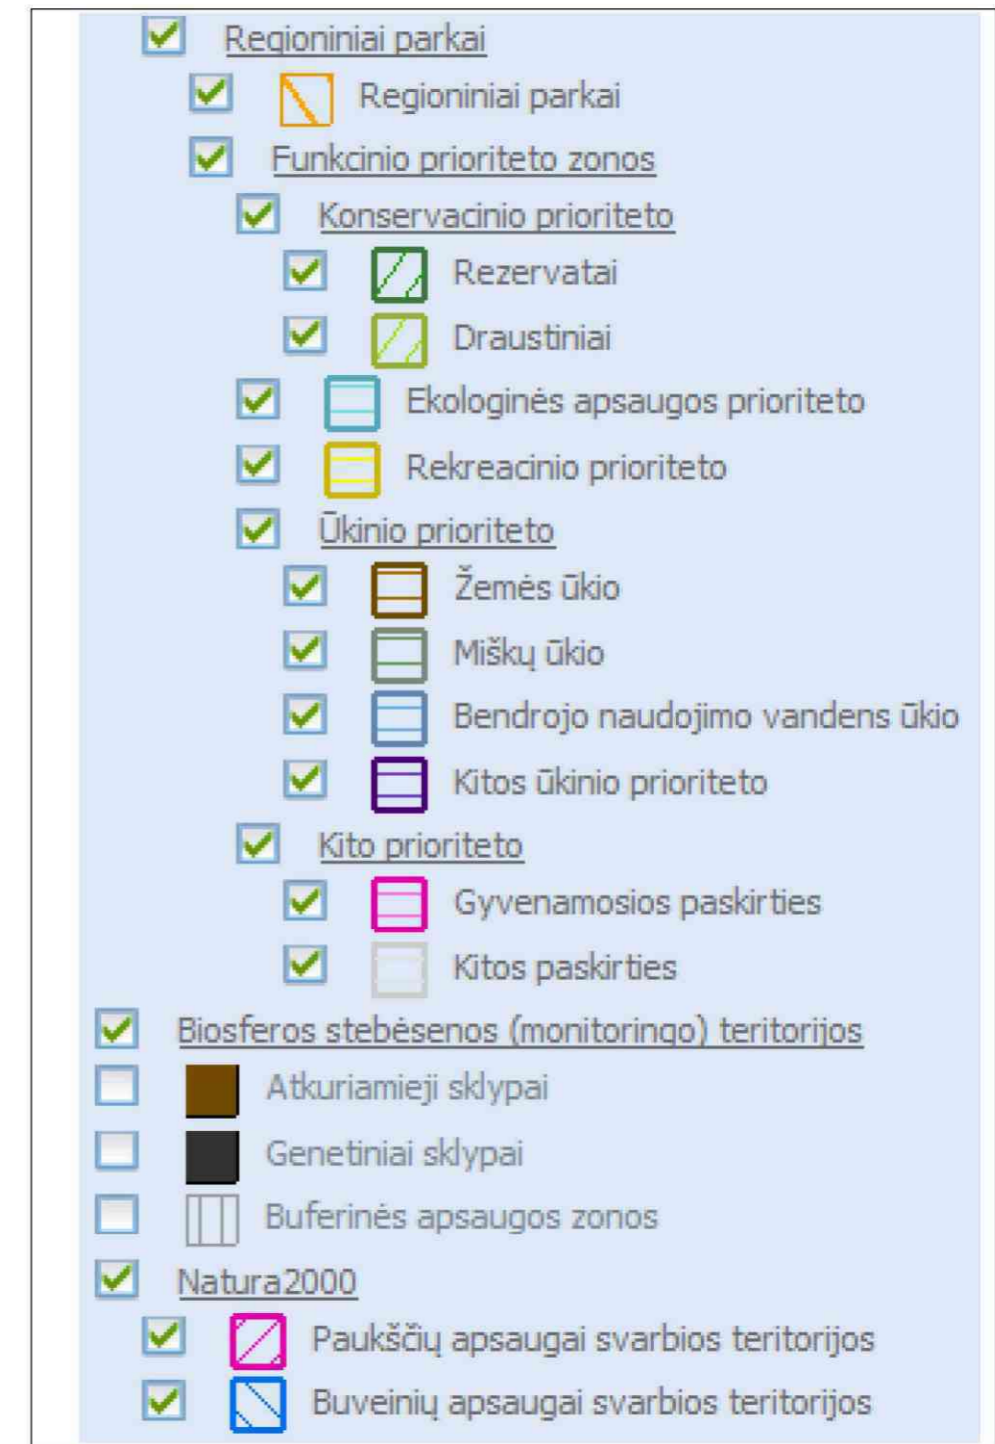 Regioniniai parkai
Regioniniai parkai
Funkcinio prioriteto zonos
Konservacinio prioriteto
Rezervatai
Draustiniai
Ekologinės apsaugos prioriteto
Rekreacinio prioriteto
Ūkinio prioriteto
Žemės ūkio
Miškų ūkio
Bendrojo naudojimo vandens ūkio
Kitos ūkinio prioriteto
Kito prioriteto
Gyvenamosios paskirties
Kitos paskirties
Biosferos stebėsenos (monitoringo) teritorijos
Atkuriamieji sklypai
Genetiniai sklypai
Buferinės apsaugos zonos
Natura2000
Paukščių apsaugai svarbios teritorijos
Buveinių apsaugai svarbios teritorijos